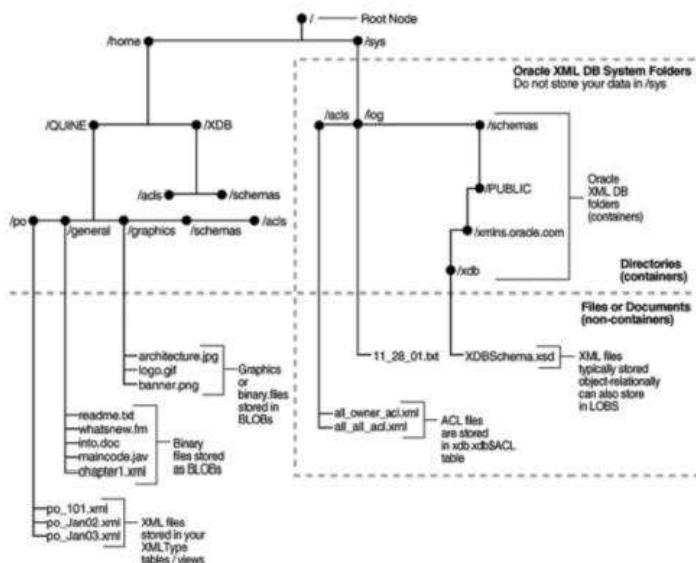 / Root Node
/home
/sys
Oracle XML DB System Folders
Do not store your data in /sys
/QUINE
/XDB
/acls
/log
/schemas
Oracle
XML DB
folders
(containers)
/PUBLIC
/acls
/schemas
/po
/general
/graphics
/schemas
/acls
/xmlns.oracle.com
/xdb
Directories
(containers)
Files or Documents
(non-containers)
architecture.jpg
logo.gif
banner.png
Graphics
or
binary.files
stored in
BLOBs
11_28_01.txt
XDBSchema.xsd
XML files
typically stored
object-relationally
can also store
in LOBS
readme.txt
whatsnew.fm
into.doc
maincode.jav
chapter1.xml
Binary
files stored
as BLOBs
all_owner_acl.xml
all_all_acl.xml
ACL files
are stored
in xdb.xdb$ACL
table
po_101.xml
po_Jan02.xml
po_Jan03.xml
XML files
stored in your
XMLType
tables / views